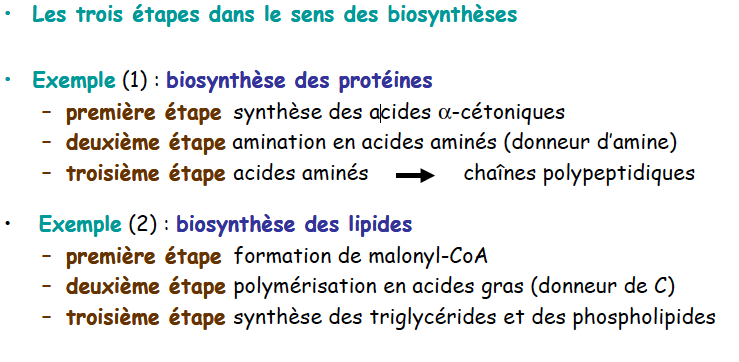 • Les trois étapes dans le sens des biosynthèses
• Exemple (1) : biosynthèse des protéines
– première étape synthèse des acides α-cétoniques
– deuxième étape amination en acides aminés (donneur d'amine)
– troisième étape acides aminés → chaînes polypeptidiques
• Exemple (2) : biosynthèse des lipides
– première étape formation de malonyl-CoA
– deuxième étape polymérisation en acides gras (donneur de C)
– troisième étape synthèse des triglycérides et des phospholipides